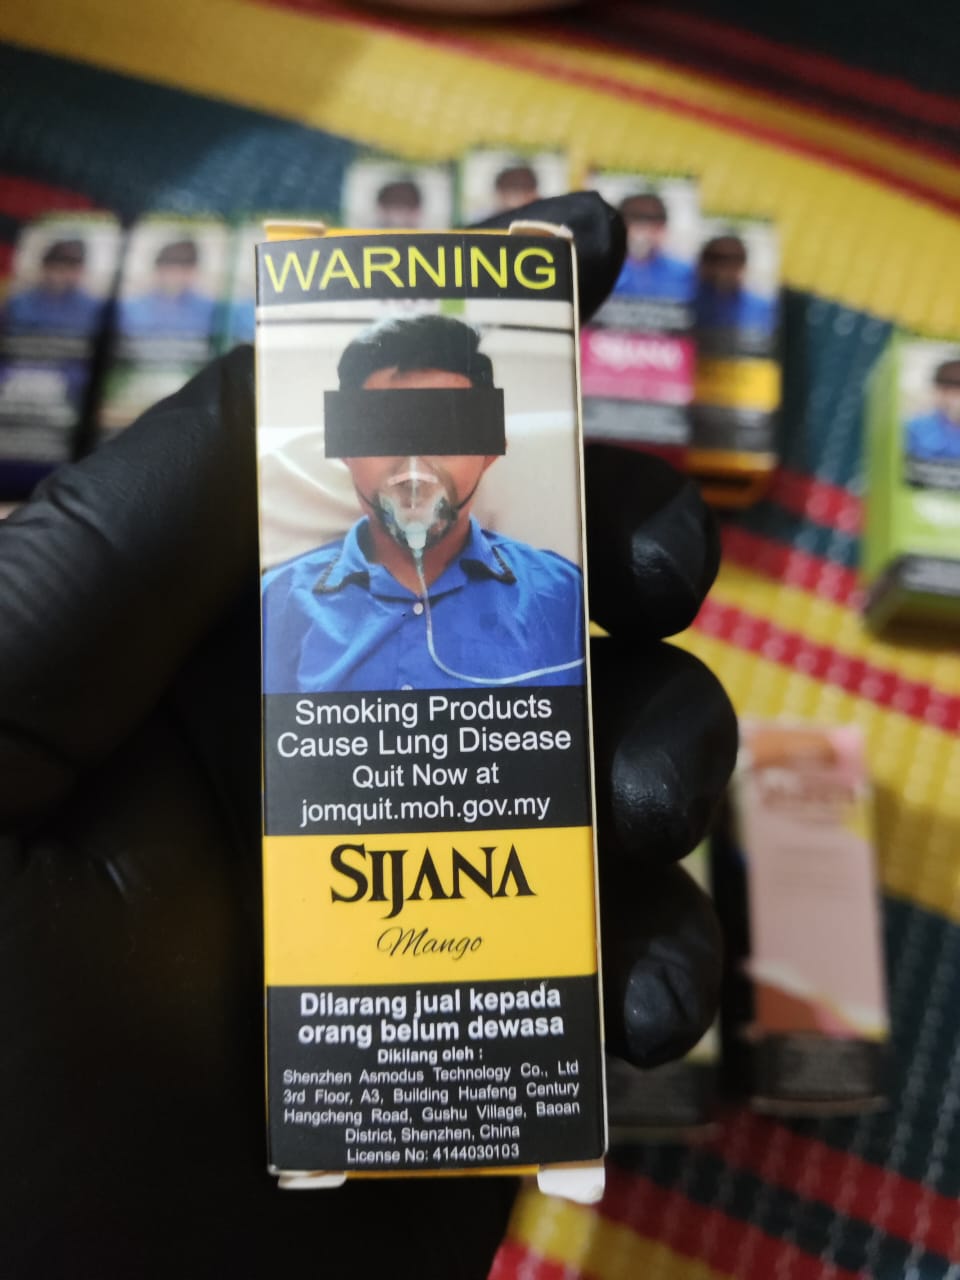 WARNING
Smoking Products
Cause Lung Disease
Quit Now at
jomquit.moh.gov.my
SIJANA
Mango
Dilarang jual kepada
orang belum dewasa
Dikilang oleh :
Shenzhen Asmodus Technology Co., Ltd
3rd Floor, A3, Building Huafeng Century
Hangcheng Road, Gushu Village, Baoan
District, Shenzhen, China
License No: 4144030103
SIJANA